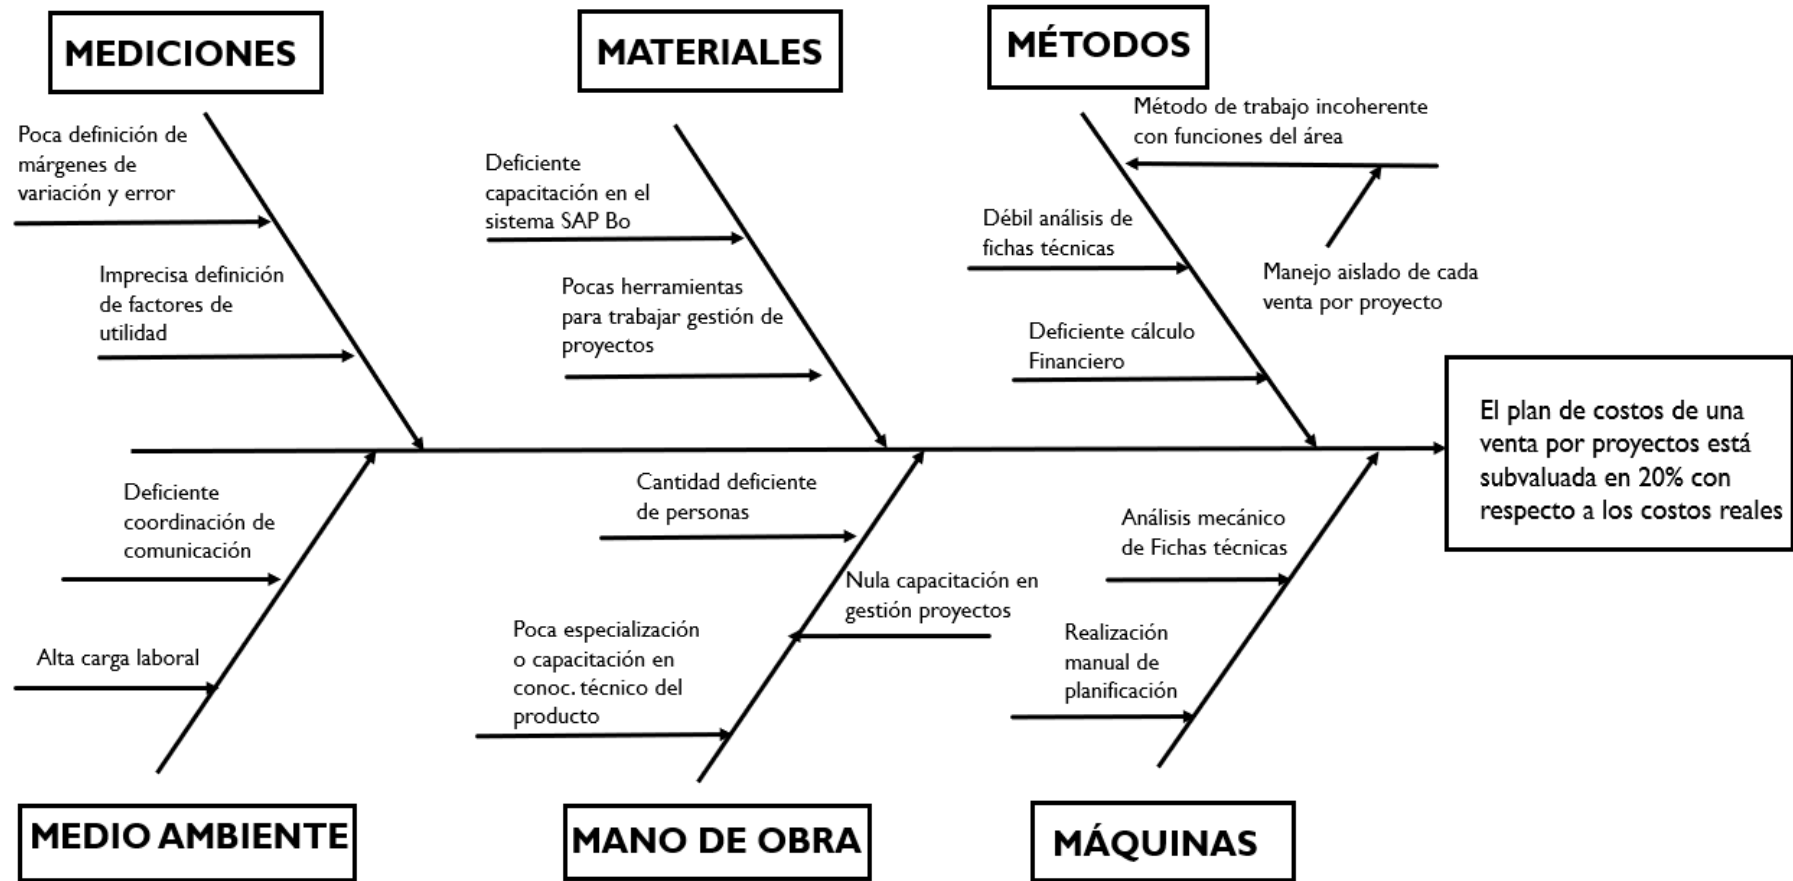 MEDICIONES
MATERIALES
MÉTODOS
Poca definición de
márgenes de
variación y error
Imprecisa definición
de factores de
utilidad
Deficiente
capacitación en el
sistema SAP Bo
Pocas herramientas
para trabajar gestión de
proyectos
Método de trabajo incoherente
con funciones del área
Débil análisis de
fichas técnicas
Manejo aislado de cada
venta por proyecto
Deficiente cálculo
Financiero
El plan de costos de una
venta por proyectos está
subvaluada en 20% con
respecto a los costos reales
Deficiente
coordinación de
comunicación
Alta carga laboral
Cantidad deficiente
de personas
Nula capacitación en
gestión proyectos
Poca especialización
o capacitación en
conoc. técnico del
producto
Análisis mecánico
de Fichas técnicas
Realización
manual de
planificación
MEDIO AMBIENTE
MANO DE OBRA
MÁQUINAS